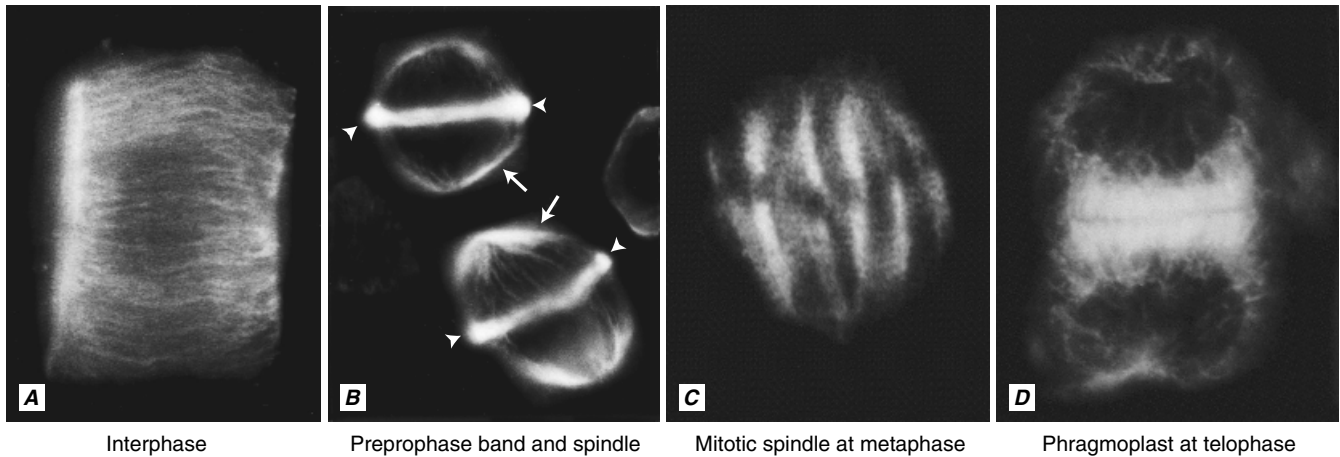 A
B
C
D
Interphase
Preprophase band and spindle
Mitotic spindle at metaphase
Phragmoplast at telophase